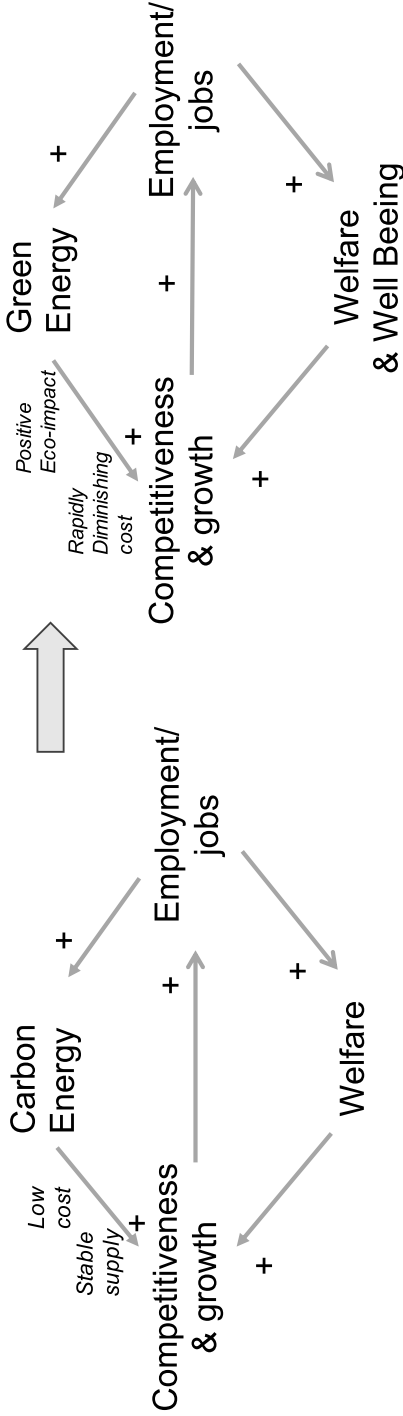 Carbon
Energy
Low
cost
Stable
supply
+
+
Competitiveness
& growth
+
Employment/
jobs
+
+
Welfare
Green
Energy
Positive
Eco-impact
Rapidly
Diminishing
cost
+
+
Competitiveness
& growth
+
Employment/
jobs
+
+
Welfare
& Well Beeing